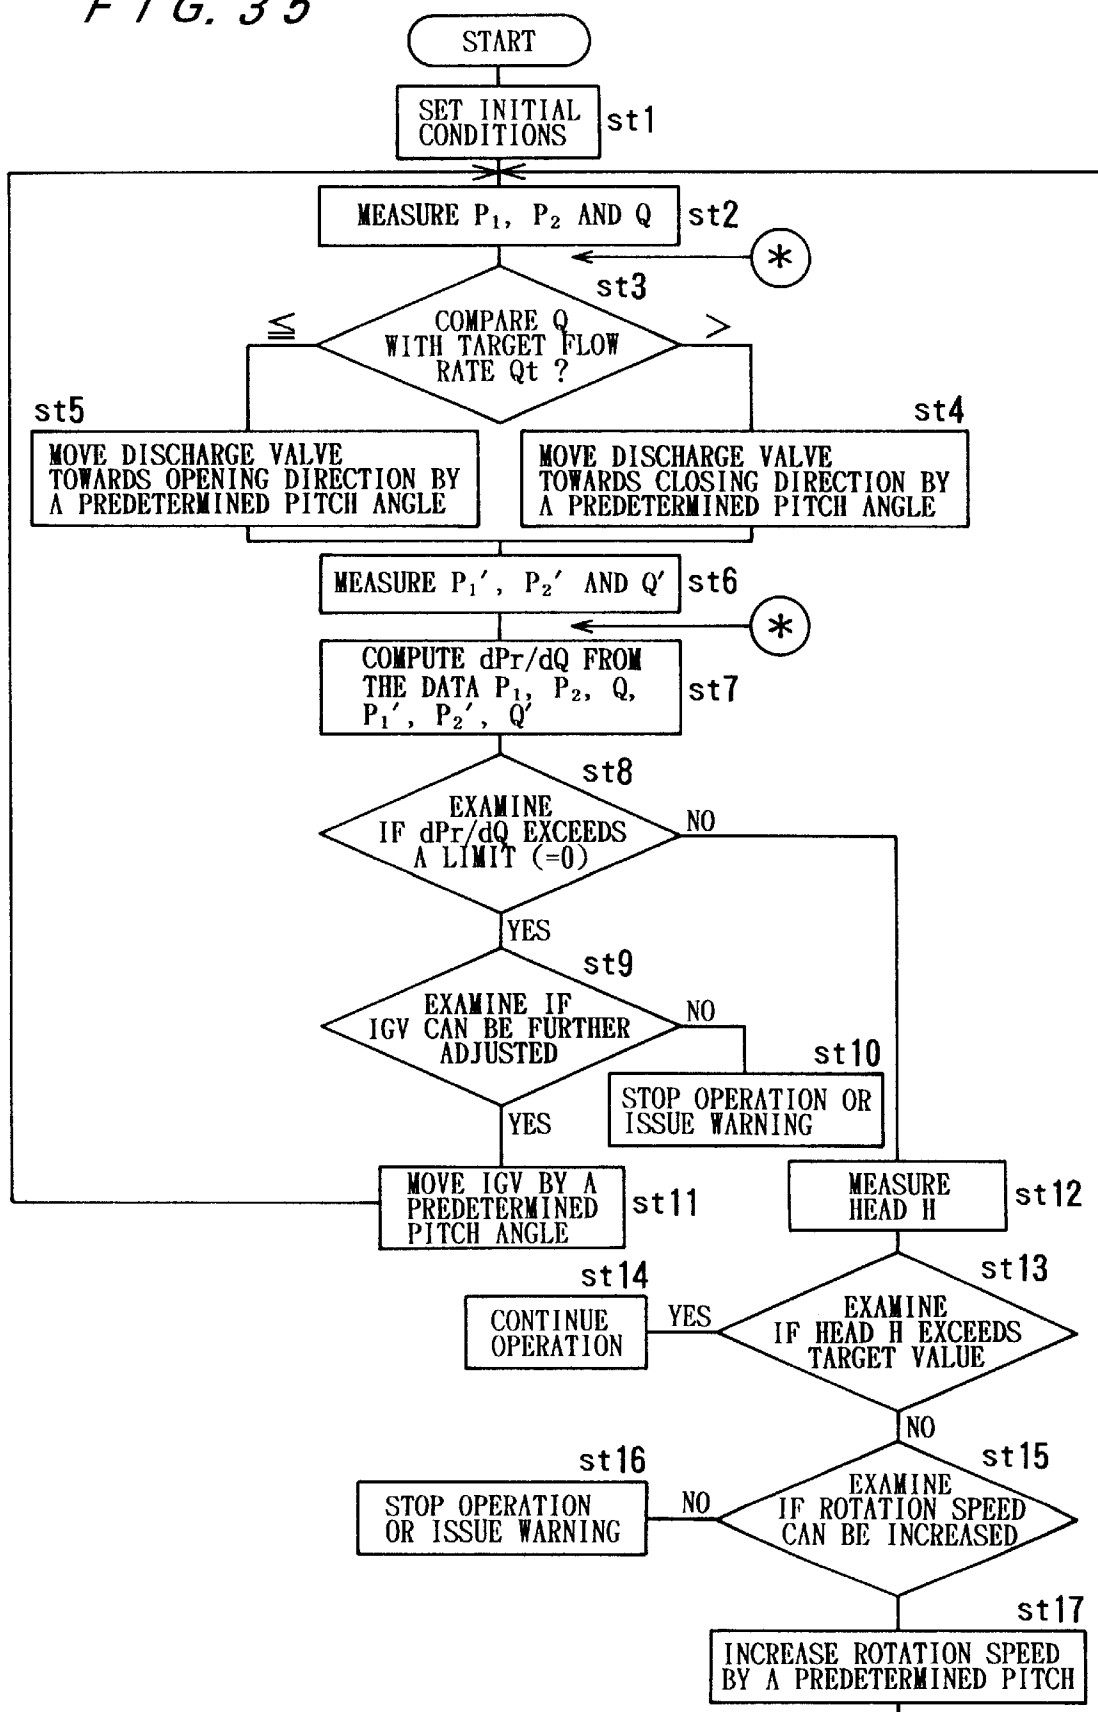 FIG. 35
START
SET INITIAL
CONDITIONS
st1
MEASURE P₁, P₂ AND Q
st2
*
st3
COMPARE Q
WITH TARGET FLOW
RATE Qt ?
≦
>
st5
MOVE DISCHARGE VALVE
TOWARDS OPENING DIRECTION BY
A PREDETERMINED PITCH ANGLE
st4
MOVE DISCHARGE VALVE
TOWARDS CLOSING DIRECTION BY
A PREDETERMINED PITCH ANGLE
MEASURE P₁′, P₂′ AND Q′
st6
*
COMPUTE dPr/dQ FROM
THE DATA P₁, P₂, Q,
P₁′, P₂′, Q′
st7
st8
EXAMINE
IF dPr/dQ EXCEEDS
A LIMIT (=0)
NO
YES
st9
EXAMINE IF
IGV CAN BE FURTHER
ADJUSTED
NO
st10
STOP OPERATION OR
ISSUE WARNING
YES
MOVE IGV BY A
PREDETERMINED
PITCH ANGLE
st11
MEASURE
HEAD H
st12
st13
EXAMINE
IF HEAD H EXCEEDS
TARGET VALUE
YES
st14
CONTINUE
OPERATION
NO
st15
EXAMINE
IF ROTATION SPEED
CAN BE INCREASED
NO
st16
STOP OPERATION
OR ISSUE WARNING
st17
INCREASE ROTATION SPEED
BY A PREDETERMINED PITCH